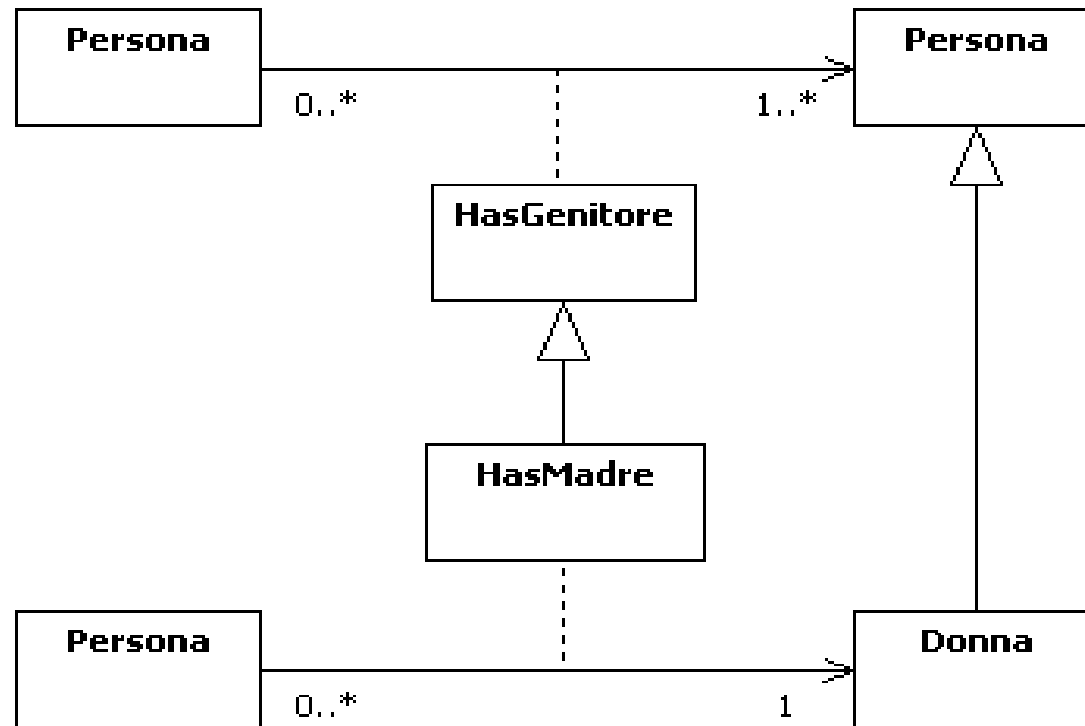 Persona
Persona
0..*
1..*
HasGenitore
HasMadre
Persona
Donna
0..*
1